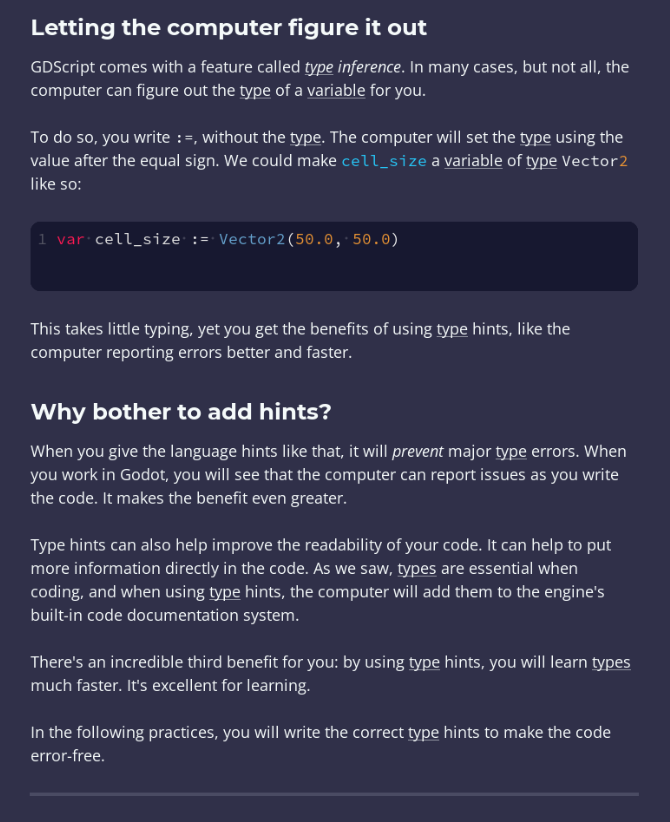 Letting the computer figure it out
GDScript comes with a feature called type inference. In many cases, but not all, the
computer can figure out the type of a variable for you.
To do so, you write :=, without the type. The computer will set the type using the
value after the equal sign. We could make cell_size a variable of type Vector2
like so:
1 var cell_size := Vector2(50.0, 50.0)
This takes little typing, yet you get the benefits of using type hints, like the
computer reporting errors better and faster.
Why bother to add hints?
When you give the language hints like that, it will prevent major type errors. When
you work in Godot, you will see that the computer can report issues as you write
the code. It makes the benefit even greater.
Type hints can also help improve the readability of your code. It can help to put
more information directly in the code. As we saw, types are essential when
coding, and when using type hints, the computer will add them to the engine's
built-in code documentation system.
There's an incredible third benefit for you: by using type hints, you will learn types
much faster. It's excellent for learning.
In the following practices, you will write the correct type hints to make the code
error-free.